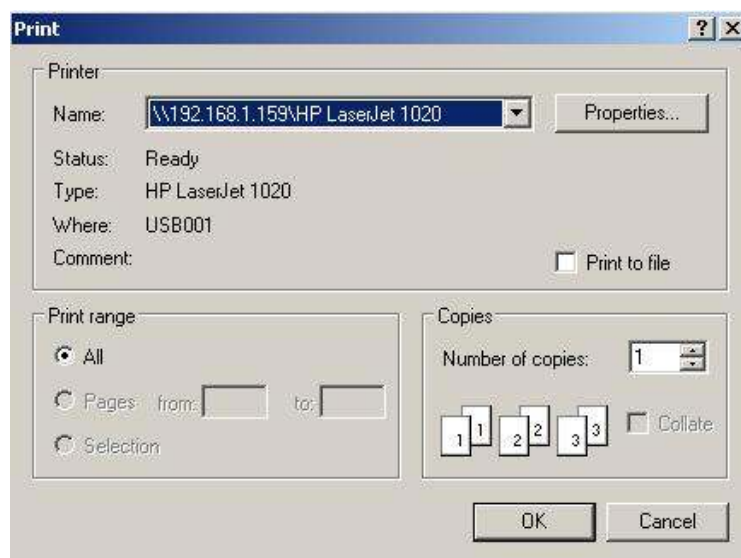 Print
Printer
Name: \\192.168.1.159\HP LaserJet 1020 Properties...
Status: Ready
Type: HP LaserJet 1020
Where: USB001
Comment: Print to file
Print range
All
Pages from: to:
Selection
Copies
Number of copies: 1
1 1 2 2 3 3 Collate
OK Cancel